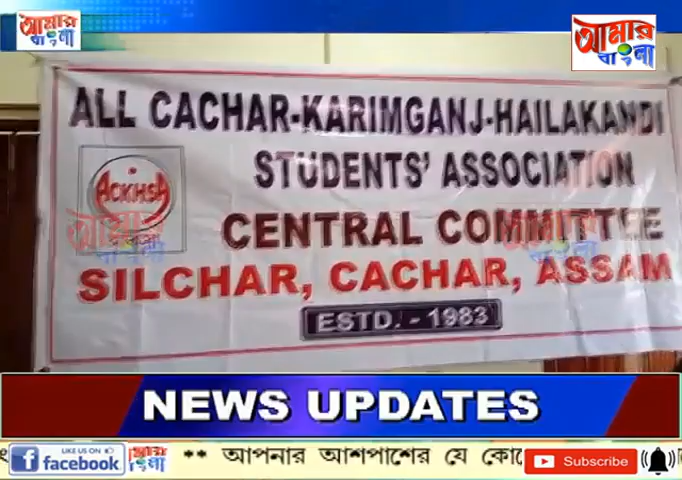 আমার
বাংলা
আমার
বাংলা
ALL CACHAR-KARIMGANJ-HAILAKANDI
STUDENTS' ASSOCIATION
ACKHSA
CENTRAL COMMITTEE
আমার
বাংলা
SILCHAR, CACHAR, ASSAM
ESTD. - 1983
NEWS UPDATES
LIKE US ON
facebook
আমার
বাংলা
** আপনার আশপাশের যে
Subscribe